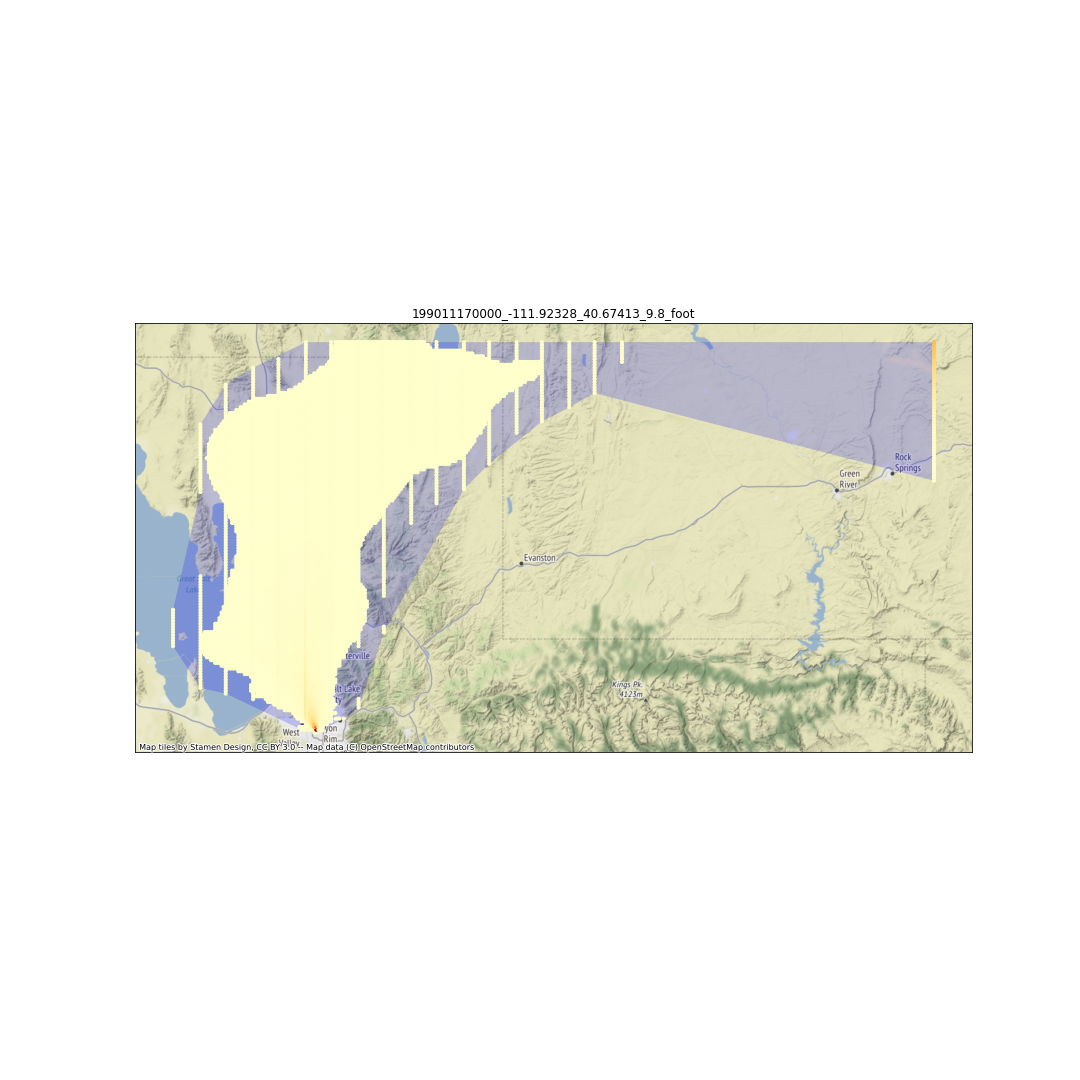 199011170000_-111.92328_40.67413_9.8_foot
Rock
Springs
Green
River
Evanston
Great
Lake
terville
Kings Pk.
4123m
lt Lake
ty
West
Valley
yon
Rim
Map tiles by Stamen Design, CC BY 3.0 -- Map data (C) OpenStreetMap contributors